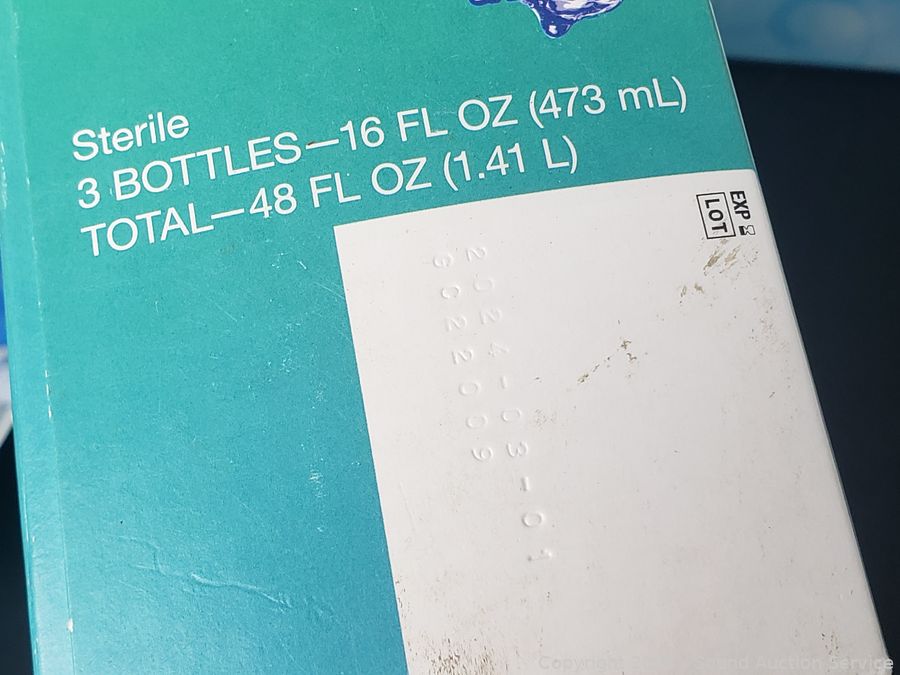 Sterile
3 BOTTLES—16 FL OZ (473 mL)
TOTAL—48 FL OZ (1.41 L)
EXP
LOT
2024-03-01
GC22009
Sound Auction Service